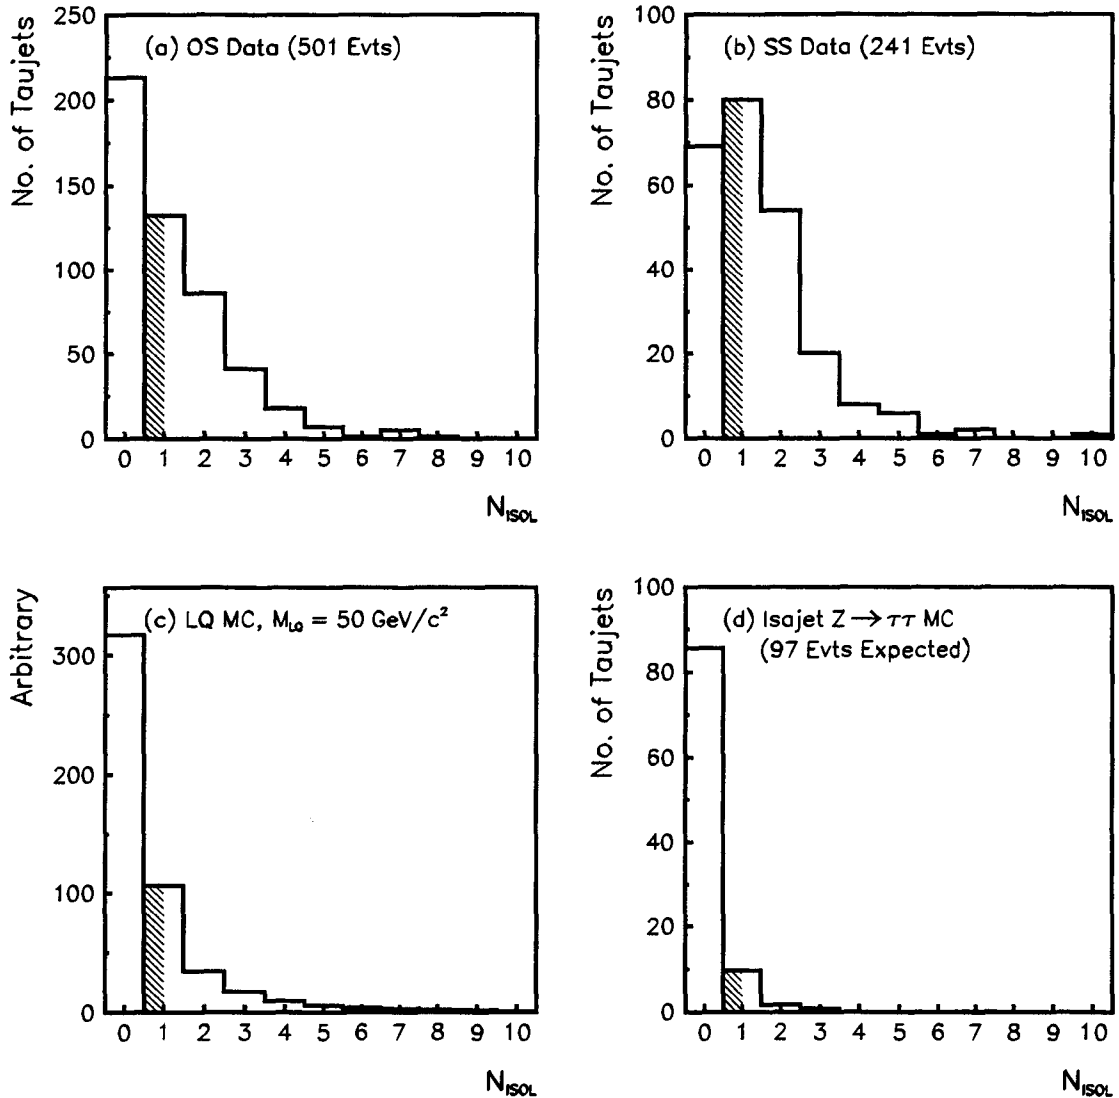 (a) OS Data (501 Evts)
No. of Taujets
250
200
150
100
50
0
0 1 2 3 4 5 6 7 8 9 10
N_ISOL
(b) SS Data (241 Evts)
No. of Taujets
100
80
60
40
20
0
0 1 2 3 4 5 6 7 8 9 10
N_ISOL
(c) LQ MC, M_LQ = 50 GeV/c²
Arbitrary
300
200
100
0
0 1 2 3 4 5 6 7 8 9 10
N_ISOL
(d) Isajet Z → ττ MC
(97 Evts Expected)
No. of Taujets
100
80
60
40
20
0
0 1 2 3 4 5 6 7 8 9 10
N_ISOL